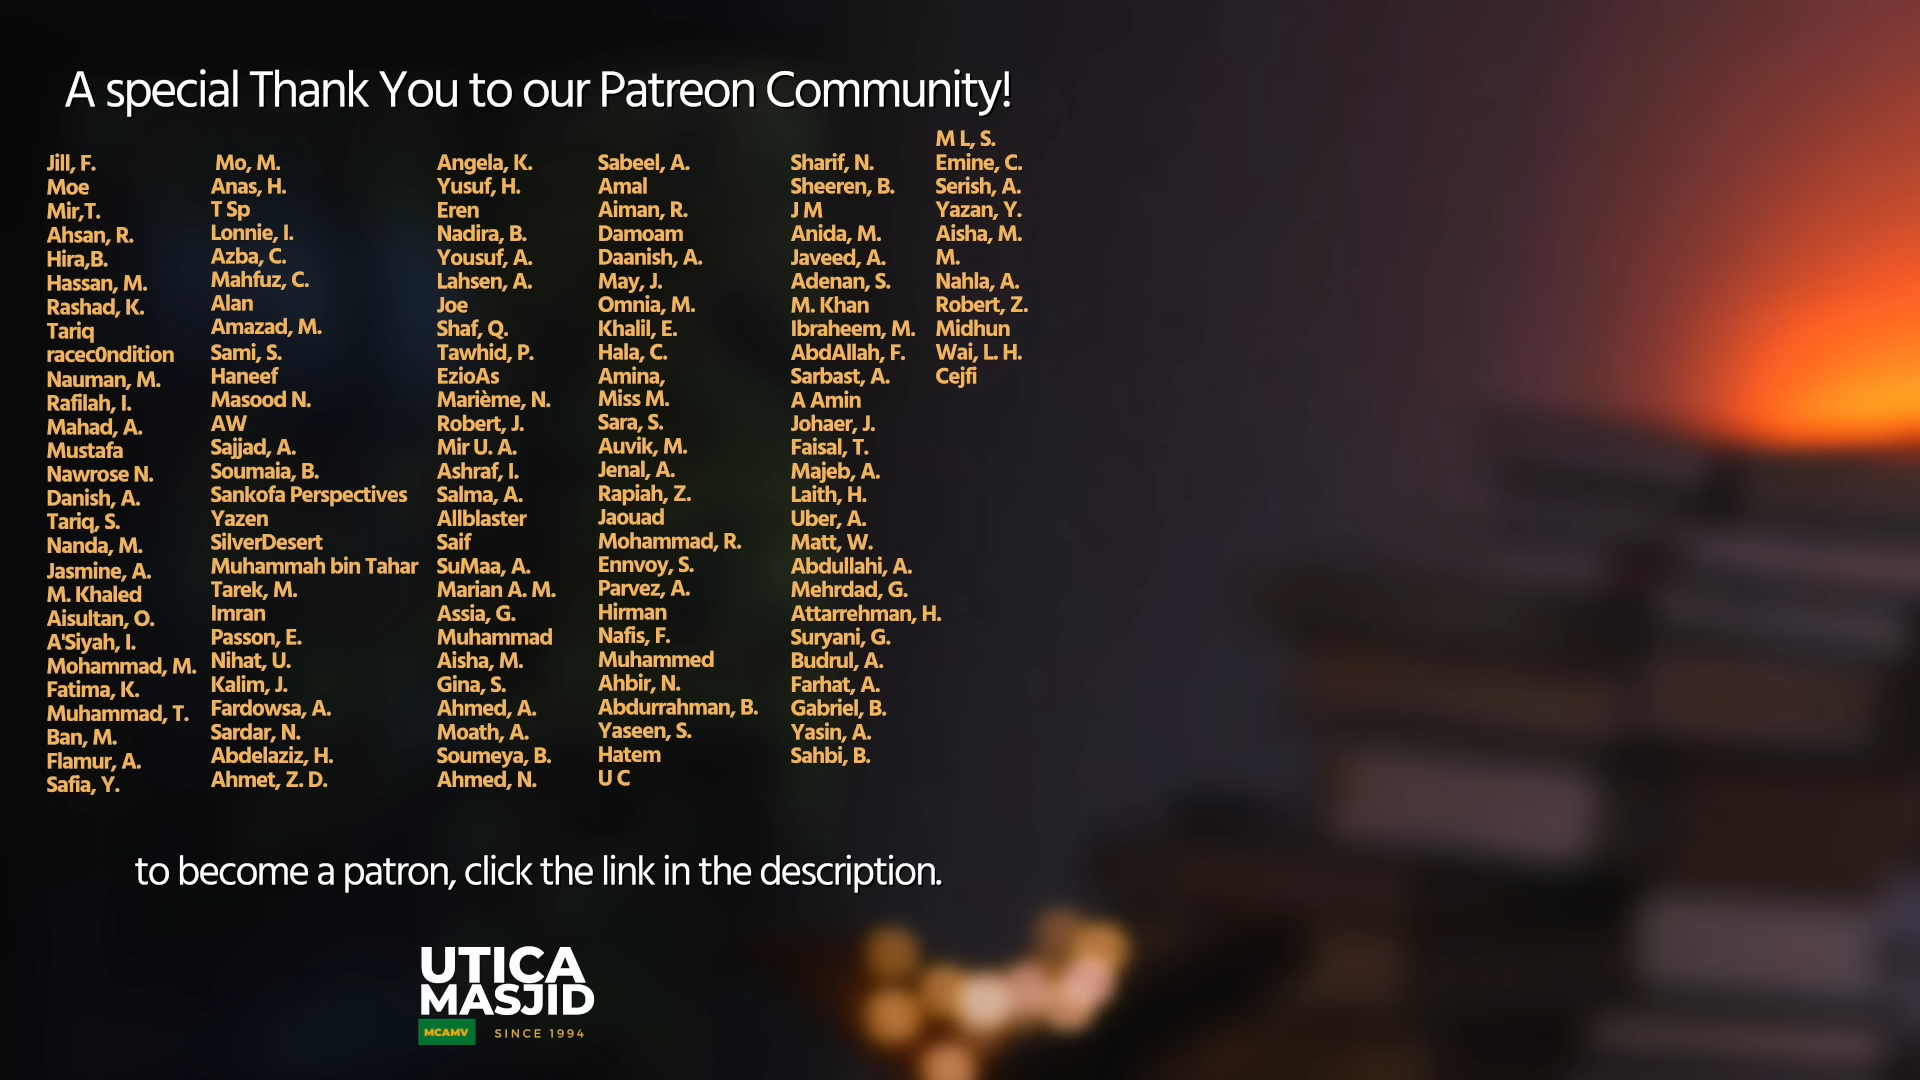 A special Thank You to our Patreon Community!
Jill, F.
Moe
Mir,T.
Ahsan, R.
Hira,B.
Hassan, M.
Rashad, K.
Tariq
racec0ndition
Nauman, M.
Rafilah, I.
Mahad, A.
Mustafa
Nawrose N.
Danish, A.
Tariq, S.
Nanda, M.
Jasmine, A.
M. Khaled
Aisultan, O.
A'Siyah, I.
Mohammad, M.
Fatima, K.
Muhammad, T.
Ban, M.
Flamur, A.
Safia, Y.
Mo, M.
Anas, H.
T Sp
Lonnie, I.
Azba, C.
Mahfuz, C.
Alan
Amazad, M.
Sami, S.
Haneef
Masood N.
AW
Sajjad, A.
Soumaia, B.
Sankofa Perspectives
Yazen
SilverDesert
Muhammah bin Tahar
Tarek, M.
Imran
Passon, E.
Nihat, U.
Kalim, J.
Fardowsa, A.
Sardar, N.
Abdelaziz, H.
Ahmet, Z. D.
Angela, K.
Yusuf, H.
Eren
Nadira, B.
Yousuf, A.
Lahsen, A.
Joe
Shaf, Q.
Tawhid, P.
EzioAs
Marième, N.
Robert, J.
Mir U. A.
Ashraf, I.
Salma, A.
Allblaster
Saif
SuMaa, A.
Marian A. M.
Assia, G.
Muhammad
Aisha, M.
Gina, S.
Ahmed, A.
Moath, A.
Soumeya, B.
Ahmed, N.
Sabeel, A.
Amal
Aiman, R.
Damoam
Daanish, A.
May, J.
Omnia, M.
Khalil, E.
Hala, C.
Amina,
Miss M.
Sara, S.
Auvik, M.
Jenal, A.
Rapiah, Z.
Jaouad
Mohammad, R.
Ennvoy, S.
Parvez, A.
Hirman
Nafis, F.
Muhammed
Ahbir, N.
Abdurrahman, B.
Yaseen, S.
Hatem
U C
Sharif, N.
Sheeren, B.
J M
Anida, M.
Javeed, A.
Adenan, S.
M. Khan
Ibraheem, M.
AbdAllah, F.
Sarbast, A.
A Amin
Johaer, J.
Faisal, T.
Majeb, A.
Laith, H.
Uber, A.
Matt, W.
Abdullahi, A.
Mehrdad, G.
Attarrehman, H.
Suryani, G.
Budrul, A.
Farhat, A.
Gabriel, B.
Yasin, A.
Sahbi, B.
M L, S.
Emine, C.
Serish, A.
Yazan, Y.
Aisha, M.
M.
Nahla, A.
Robert, Z.
Midhun
Wai, L. H.
Cejfi
to become a patron, click the link in the description.
UTICA
MASJID
MCAMV SINCE 1994